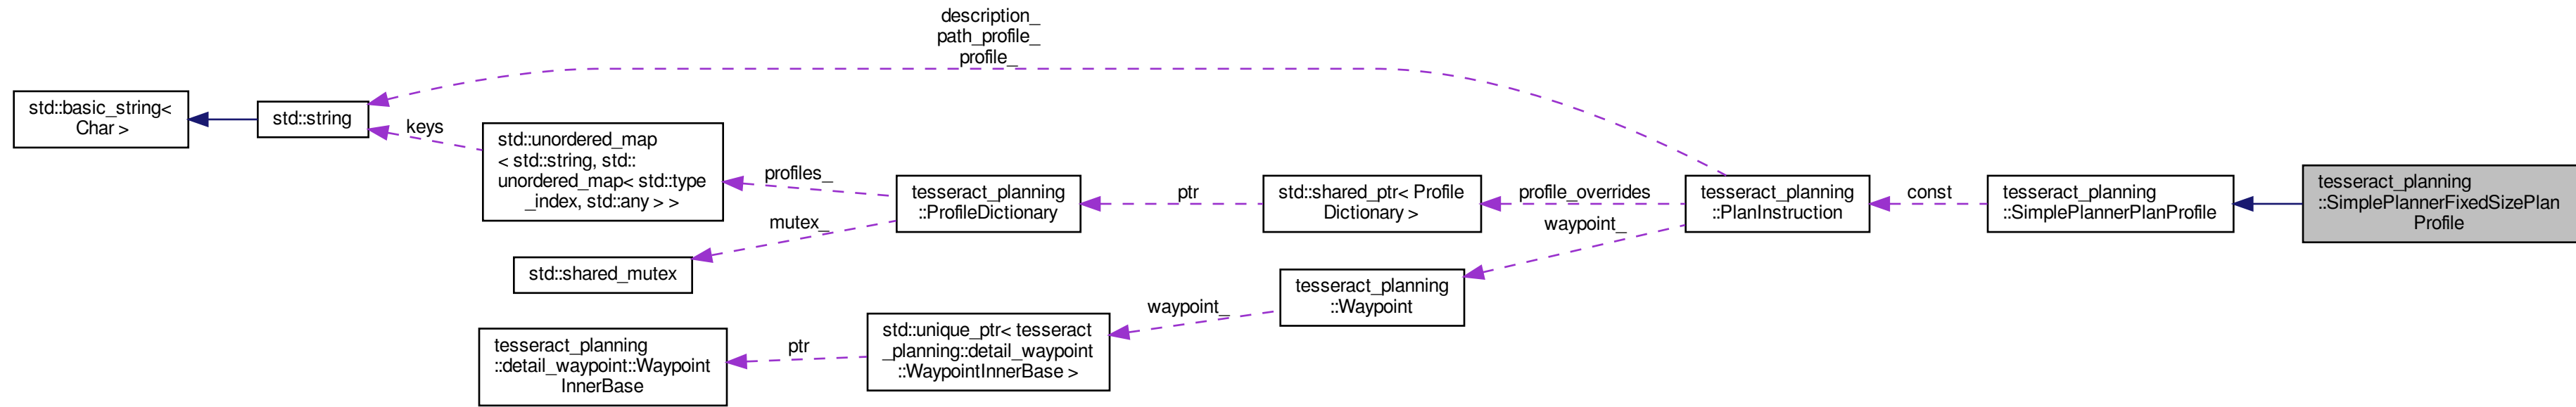 description_
path_profile_
profile_
std::basic_string<
Char >
std::string
keys
std::unordered_map
< std::string, std::
unordered_map< std::type
_index, std::any > >
profiles_
mutex_
std::shared_mutex
tesseract_planning
::ProfileDictionary
ptr
std::shared_ptr< Profile
Dictionary >
profile_overrides
waypoint_
tesseract_planning
::PlanInstruction
const
tesseract_planning
::SimplePlannerPlanProfile
tesseract_planning
::SimplePlannerFixedSizePlan
Profile
tesseract_planning
::Waypoint
waypoint_
std::unique_ptr< tesseract
_planning::detail_waypoint
::WaypointInnerBase >
ptr
tesseract_planning
::detail_waypoint::Waypoint
InnerBase